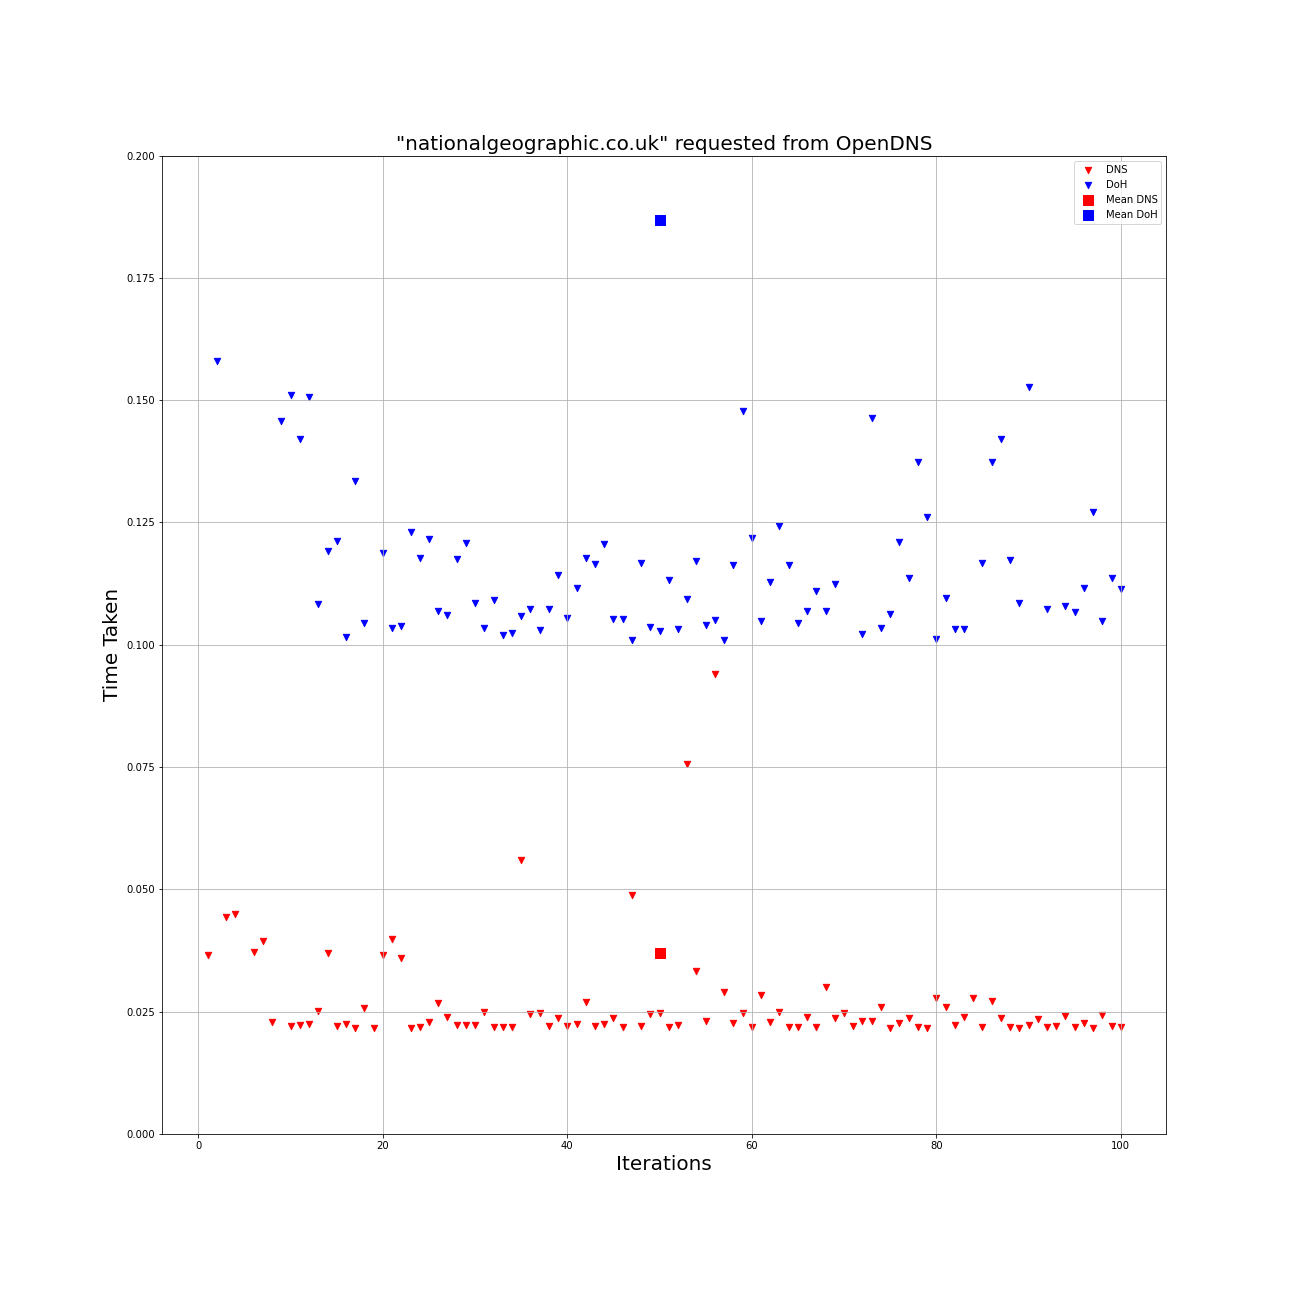 "nationalgeographic.co.uk" requested from OpenDNS
DNS
DoH
Mean DNS
Mean DoH
0.200
0.175
0.150
0.125
0.100
0.075
0.050
0.025
0.000
Time Taken
0 20 40 60 80 100
Iterations